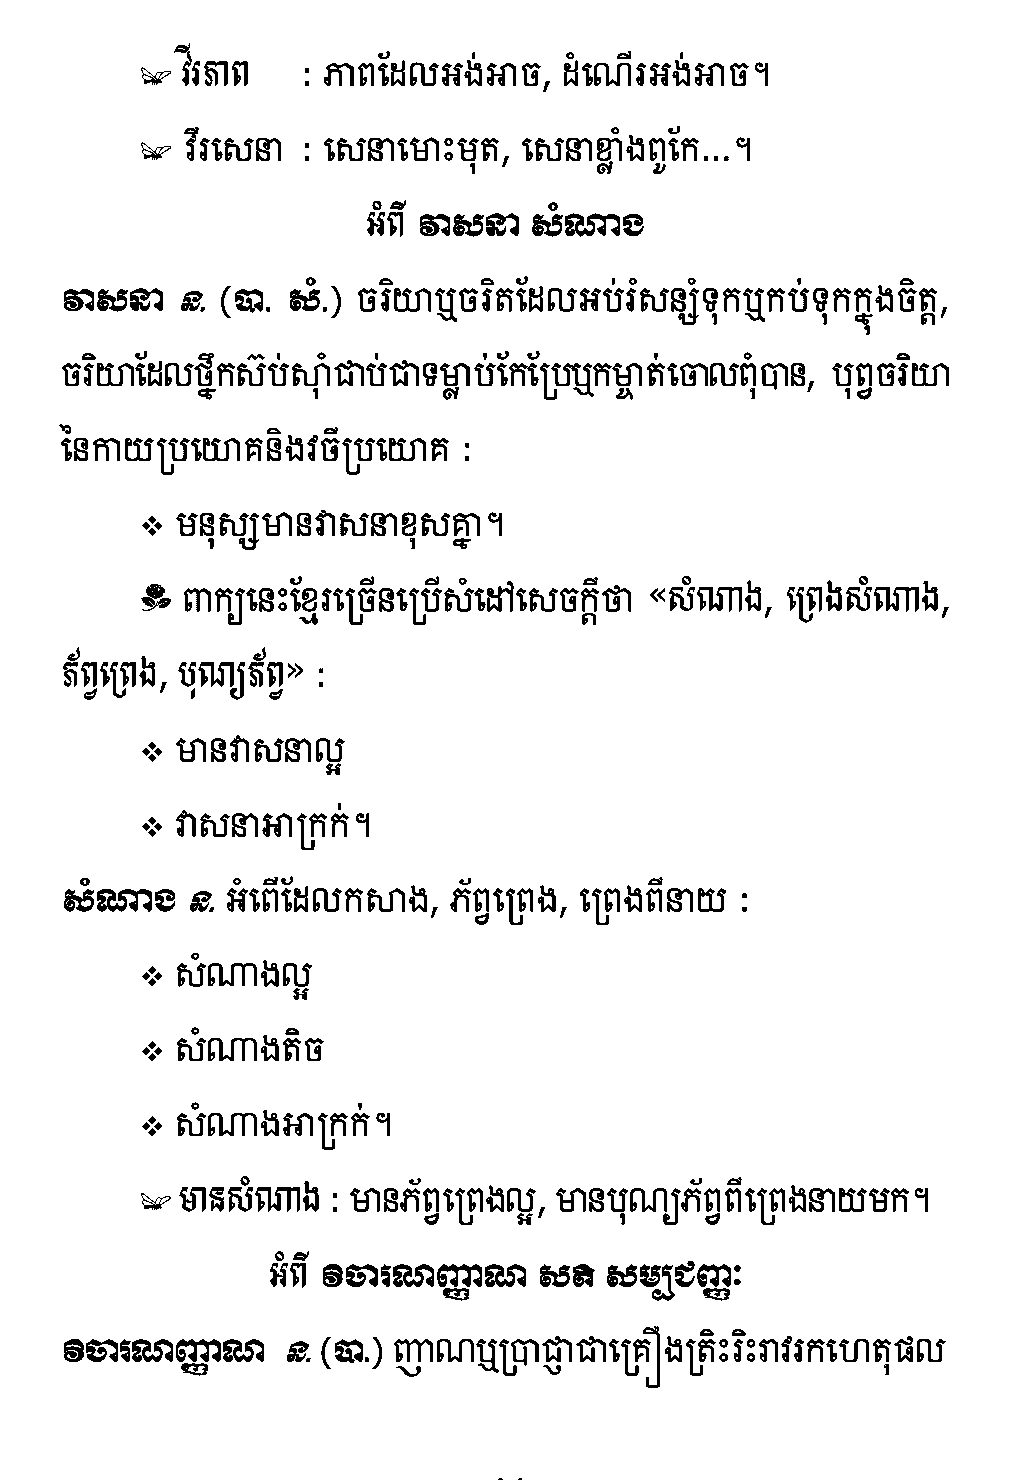 វីរភាព : ភាពដែលអង់អាច, ដំណើរអង់អាច។
វីរសេនា : សេនាមោះមុត, សេនាខ្លាំងពូកែ...។
អំពី វាសនា សំណាង
វាសនា ន. (បា. សំ.) ចរិយាឬចរិតដែលអប់រំសន្សំទុកឬកប់ទុកក្នុងចិត្ត,
ចរិយាដែលថ្នឹកស៊ប់ស៊ាំជាប់ជាទម្លាប់កែប្រែឬកម្ចាត់ចោលពុំបាន, បុព្វចរិយា
នៃកាយប្រយោគនិងវចីប្រយោគ :
❖ មនុស្សមានវាសនាខុសគ្នា។
ពាក្យនេះខ្មែរច្រើនប្រើសំដៅសេចក្ដីថា «សំណាង, ព្រេងសំណាង,
ភ័ព្វព្រេង, បុណ្យភ័ព្វ» :
❖ មានវាសនាល្អ
❖ វាសនាអាក្រក់។
សំណាង ន. អំពើដែលកសាង, ភ័ព្វព្រេង, ព្រេងពីនាយ :
❖ សំណាងល្អ
❖ សំណាងតិច
❖ សំណាងអាក្រក់។
មានសំណាង : មានភ័ព្វព្រេងល្អ, មានបុណ្យភ័ព្វពីព្រេងនាយមក។
អំពី វិចារណញ្ញាណ សតិ សម្បជញ្ញៈ
វិចារណញ្ញាណ ន. (បា.) ញាណឬប្រាជ្ញាជាគ្រឿងត្រិះរិះរាវរកហេតុផល